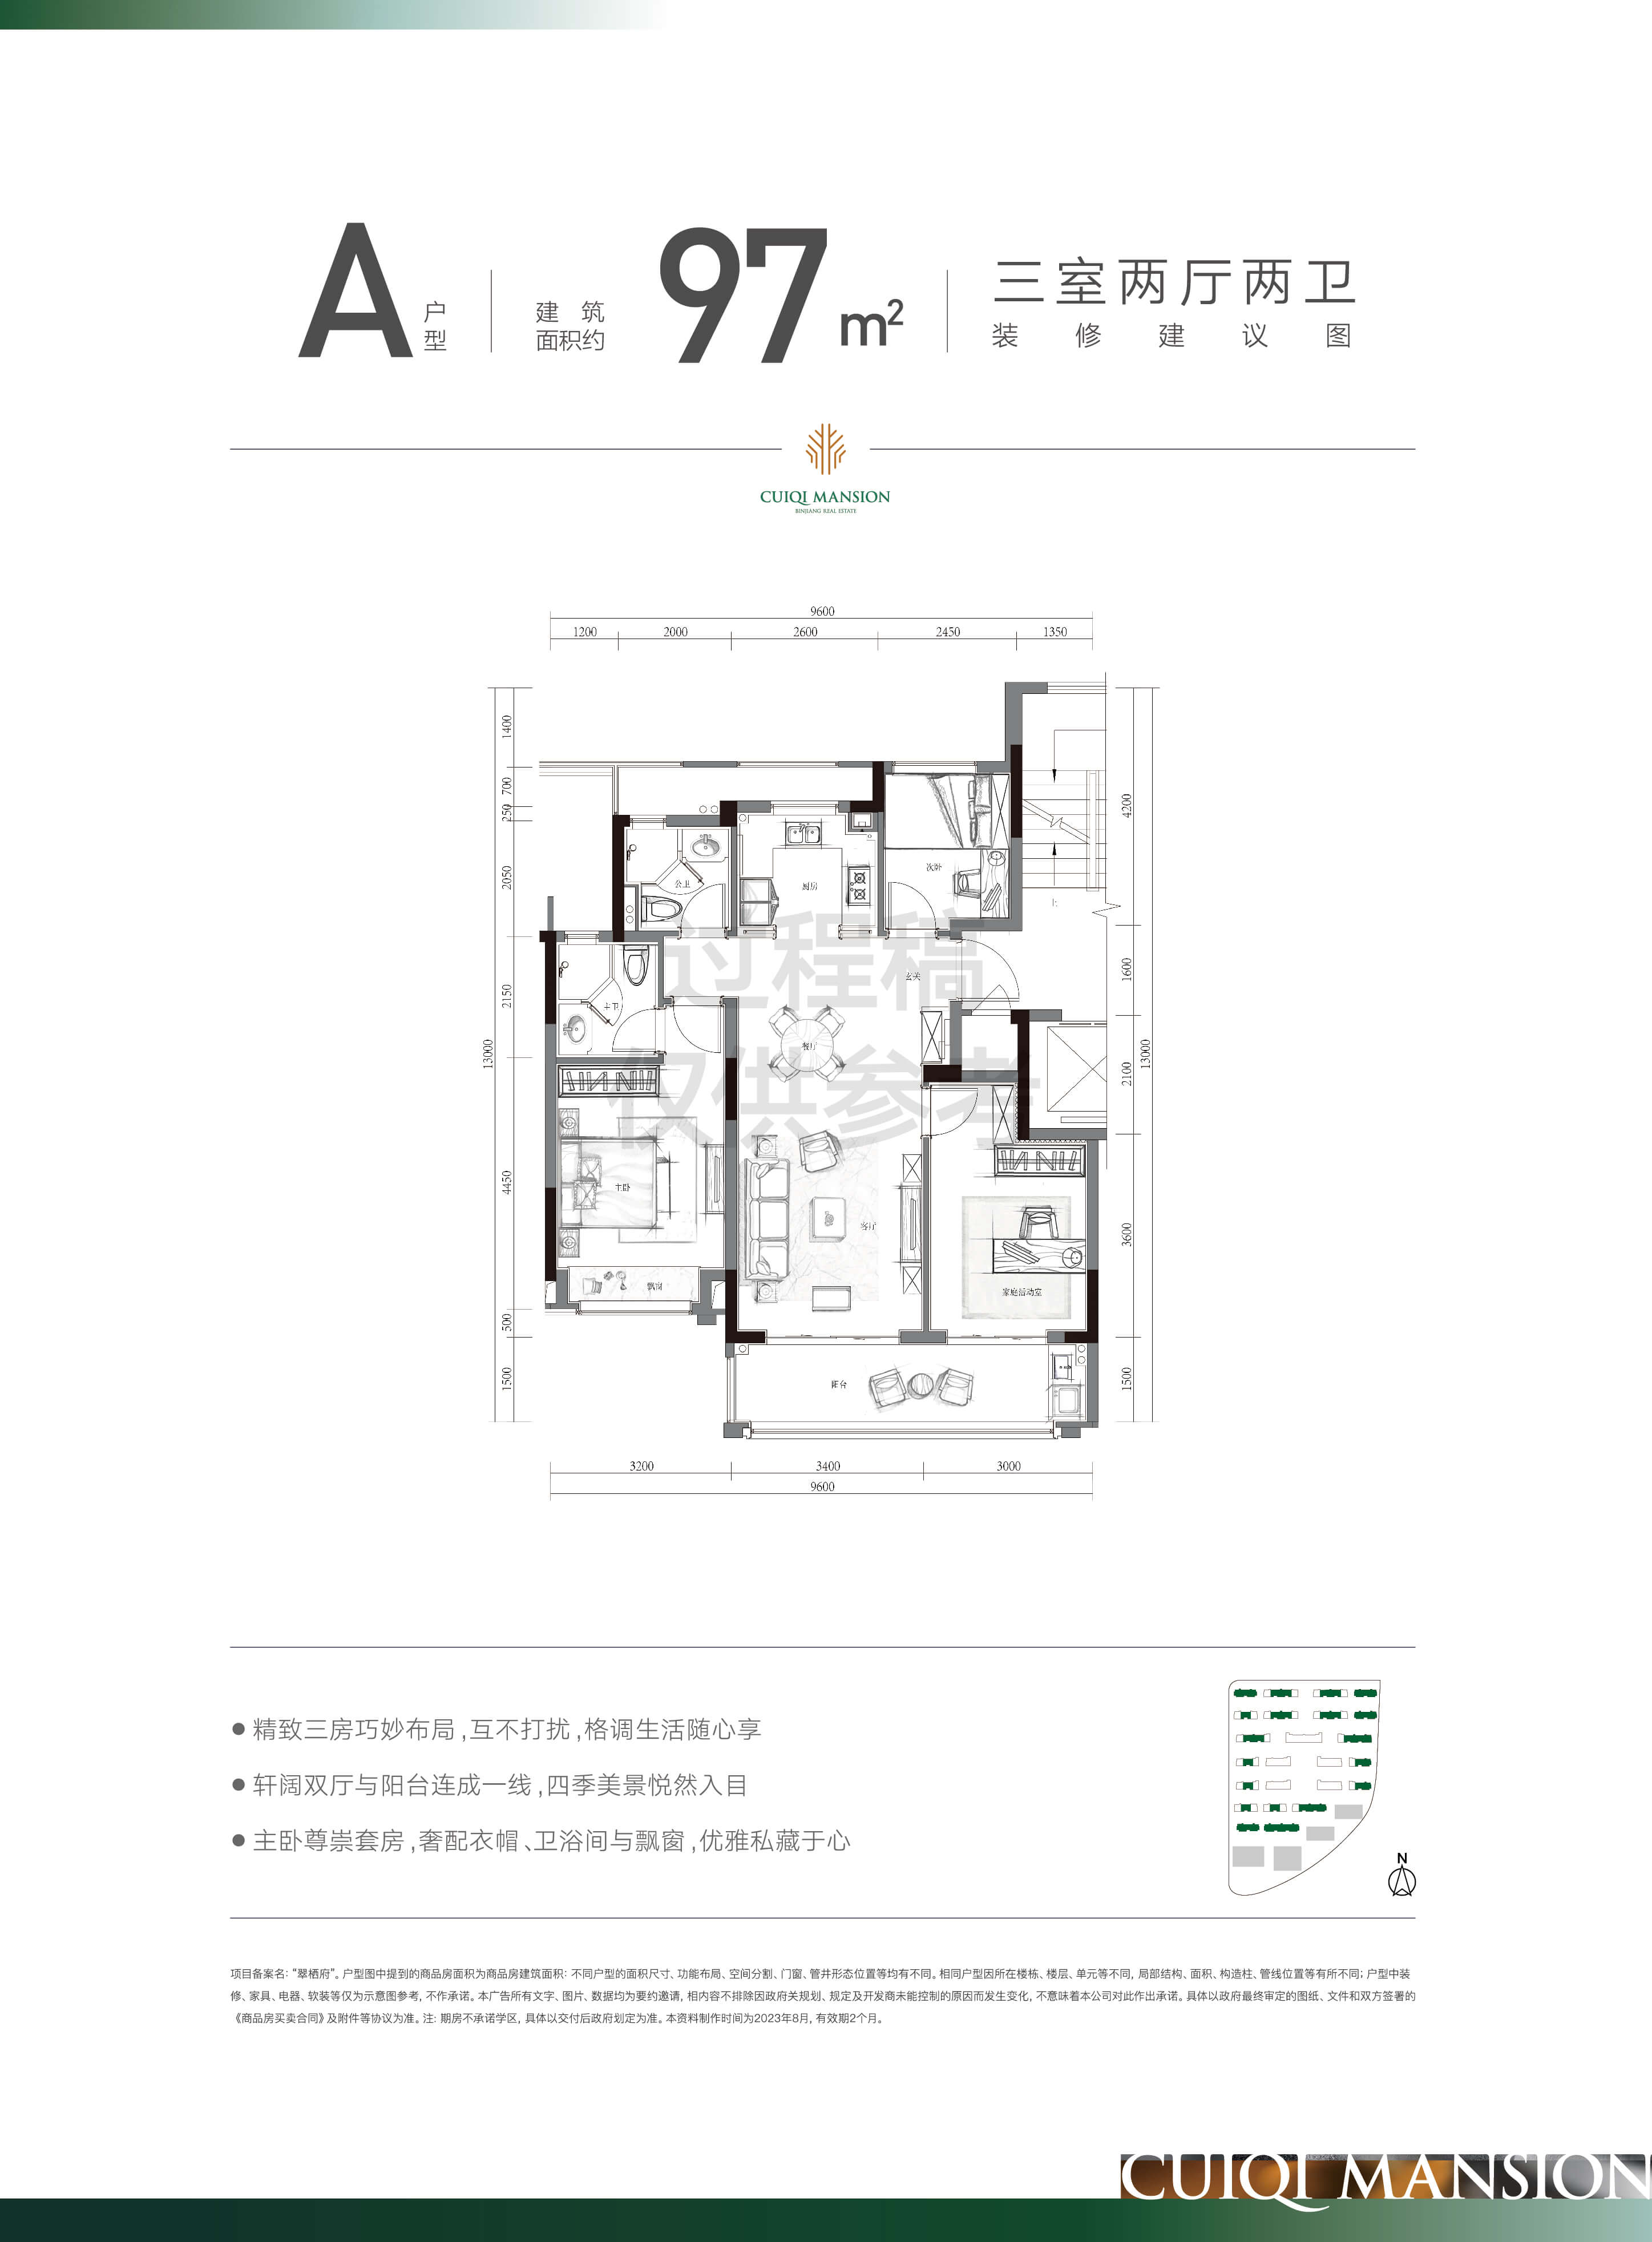 A 户型 建筑面积约 97m² 三室两厅两卫
装修建议图
CUIQI MANSION
BINJIANG REAL ESTATE
9600
1200 2000 2600 2450 1350
1400
700
250
2050
2150
13000
4450
500
1500
4200
1600
2100
13000
3600
1500
次卧
公卫
厨房
上
过程稿
玄关
主卫
餐厅
仅供参考
主卧
客厅
飘窗
家庭活动室
阳台
3200 3400 3000
9600
● 精致三房巧妙布局,互不打扰,格调生活随心享
● 轩阔双厅与阳台连成一线,四季美景悦然入目
● 主卧尊崇套房,奢配衣帽、卫浴间与飘窗,优雅私藏于心
N
项目备案名：“翠栖府”。户型图中提到的商品房面积为商品房建筑面积：不同户型的面积尺寸、功能布局、空间分割、门窗、管井形态位置等均有不同。相同户型因所在楼栋、楼层、单元等不同，局部结构、面积、构造柱、管线位置等有所不同；户型中装
修、家具、电器、软装等仅为示意图参考，不作承诺。本广告所有文字、图片、数据均为要约邀请，相内容不排除因政府关规划、规定及开发商未能控制的原因而发生变化，不意味着本公司对此作出承诺。具体以政府最终审定的图纸、文件和双方签署的
《商品房买卖合同》及附件等协议为准。注：期房不承诺学区，具体以交付后政府划定为准。本资料制作时间为2023年8月，有效期2个月。
CUIQI MANSION